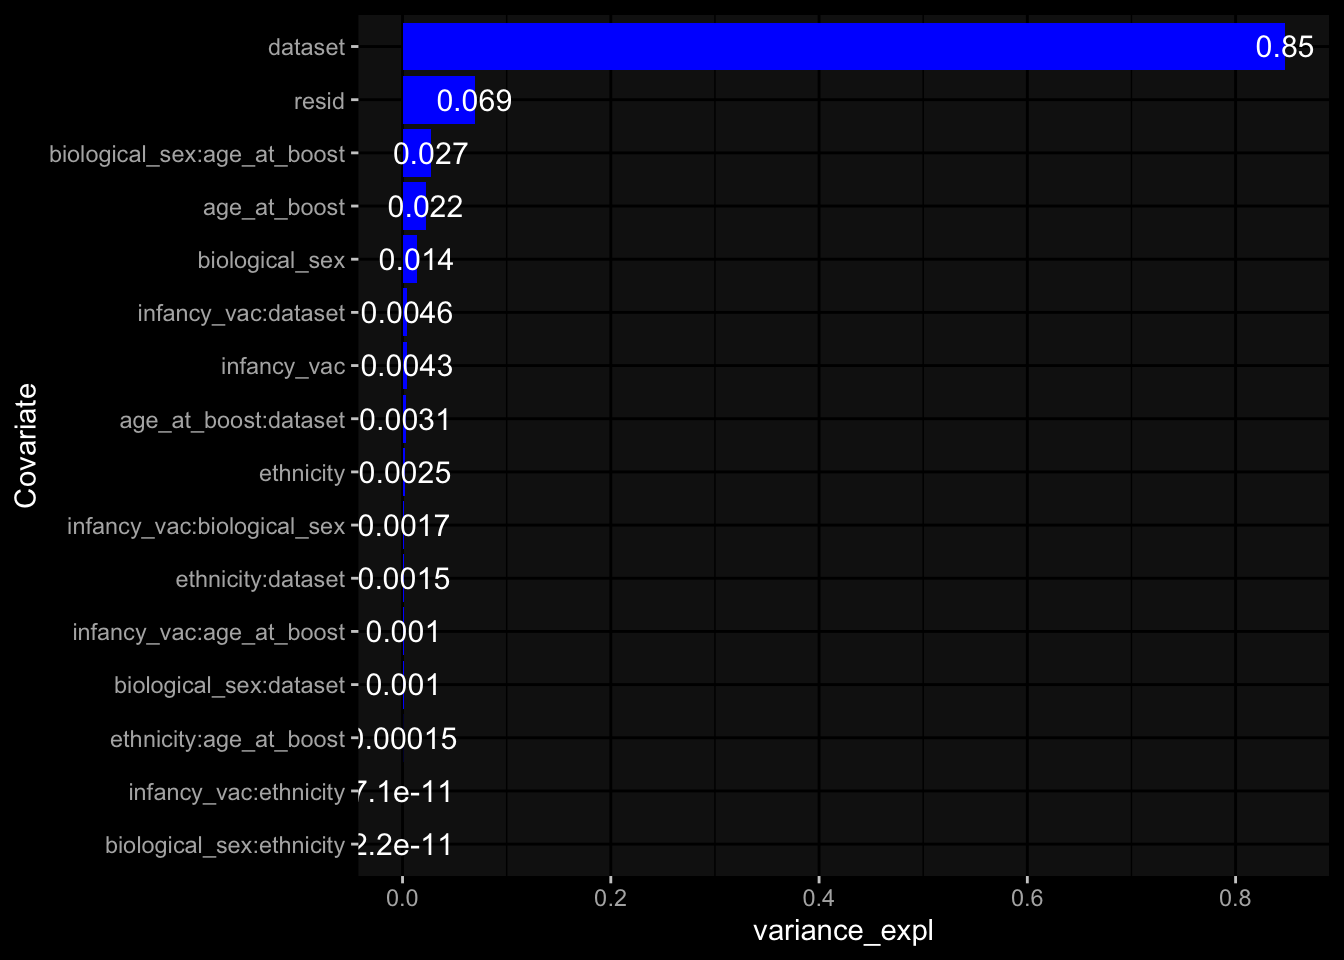 dataset 0.85
resid 0.069
biological_sex:age_at_boost 0.027
age_at_boost 0.022
biological_sex 0.014
infancy_vac:dataset 0.0046
infancy_vac 0.0043
age_at_boost:dataset 0.0031
ethnicity 0.0025
infancy_vac:biological_sex 0.0017
ethnicity:dataset 0.0015
infancy_vac:age_at_boost 0.001
biological_sex:dataset 0.001
ethnicity:age_at_boost 0.00015
infancy_vac:ethnicity 7.1e-11
biological_sex:ethnicity 2.2e-11
Covariate
0.0 0.2 0.4 0.6 0.8
variance_expl